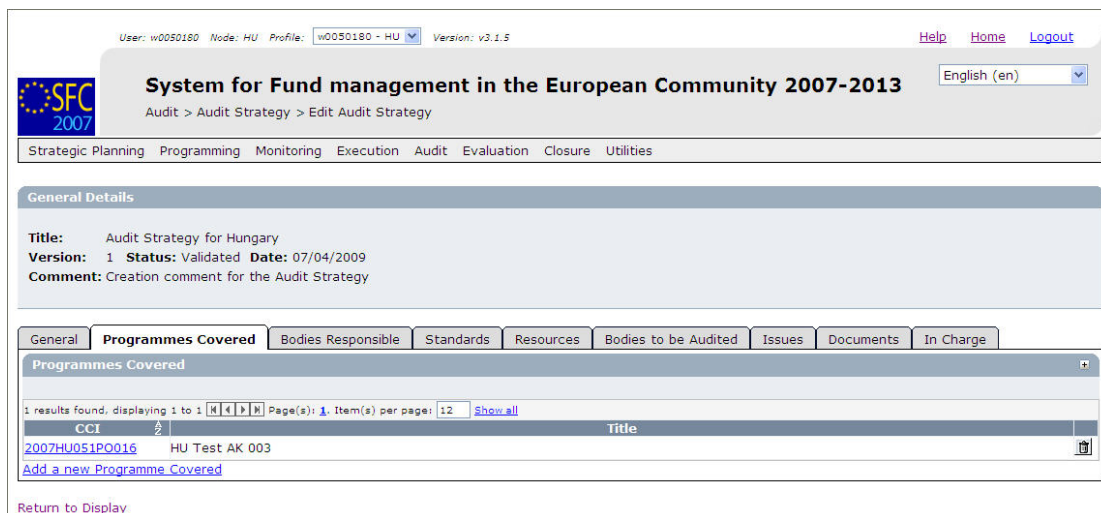 User: w0050180 Node: HU Profile: w0050180 - HU Version: v3.1.5 Help Home Logout
System for Fund management in the European Community 2007-2013 English (en)
SFC
2007
Audit > Audit Strategy > Edit Audit Strategy
Strategic Planning Programming Monitoring Execution Audit Evaluation Closure Utilities
General Details
Title: Audit Strategy for Hungary
Version: 1 Status: Validated Date: 07/04/2009
Comment: Creation comment for the Audit Strategy
General Programmes Covered Bodies Responsible Standards Resources Bodies to be Audited Issues Documents In Charge
Programmes Covered
1 results found, displaying 1 to 1 Page(s): 1. Item(s) per page: 12 Show all
CCI A Z Title
2007HU051PO016 HU Test AK 003
Add a new Programme Covered
Return to Display